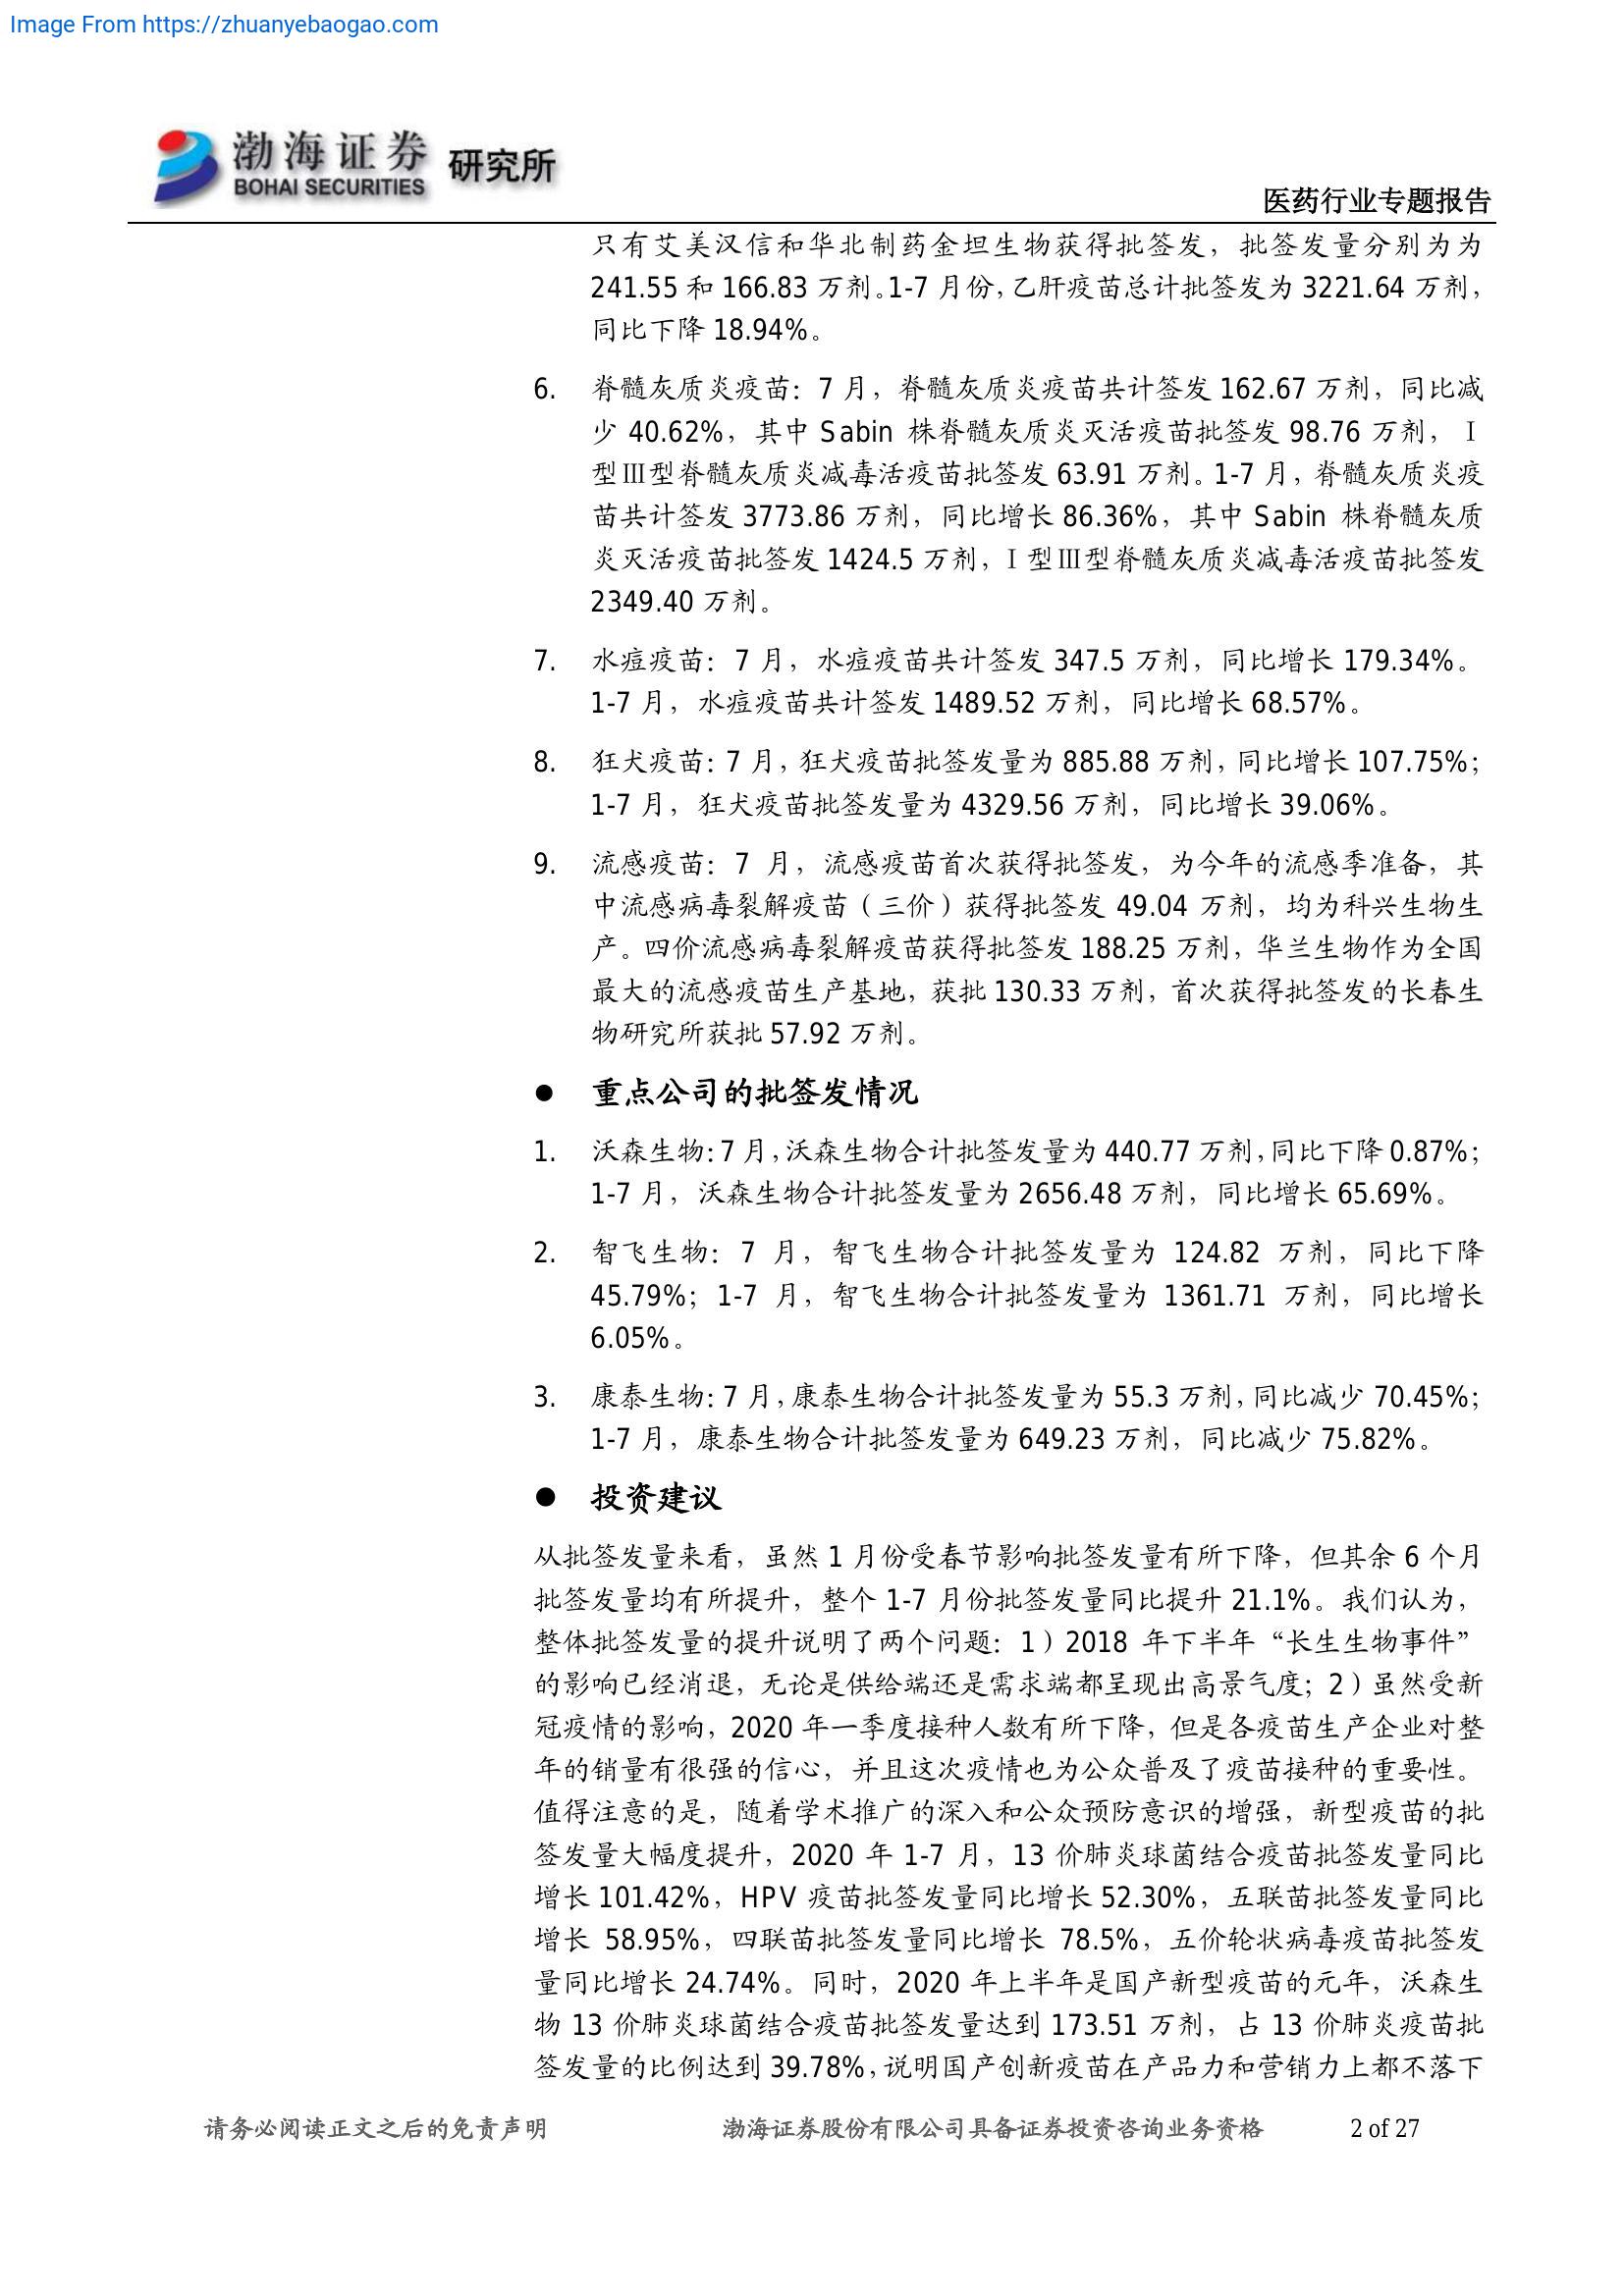 Image From https://zhuanyebaogao.com
渤海证券 研究所
BOHAI SECURITIES
医药行业专题报告
只有艾美汉信和华北制药金坦生物获得批签发，批签发量分别为为
241.55 和 166.83 万剂。1-7 月份，乙肝疫苗总计批签发为 3221.64 万剂，
同比下降 18.94%。
6. 脊髓灰质炎疫苗：7 月，脊髓灰质炎疫苗共计签发 162.67 万剂，同比减
少 40.62%，其中 Sabin 株脊髓灰质炎灭活疫苗批签发 98.76 万剂，Ⅰ
型Ⅲ型脊髓灰质炎减毒活疫苗批签发 63.91 万剂。1-7 月，脊髓灰质炎疫
苗共计签发 3773.86 万剂，同比增长 86.36%，其中 Sabin 株脊髓灰质
炎灭活疫苗批签发 1424.5 万剂，Ⅰ型Ⅲ型脊髓灰质炎减毒活疫苗批签发
2349.40 万剂。
7. 水痘疫苗：7 月，水痘疫苗共计签发 347.5 万剂，同比增长 179.34%。
1-7 月，水痘疫苗共计签发 1489.52 万剂，同比增长 68.57%。
8. 狂犬疫苗：7 月，狂犬疫苗批签发量为 885.88 万剂，同比增长 107.75%；
1-7 月，狂犬疫苗批签发量为 4329.56 万剂，同比增长 39.06%。
9. 流感疫苗：7 月，流感疫苗首次获得批签发，为今年的流感季准备，其
中流感病毒裂解疫苗（三价）获得批签发 49.04 万剂，均为科兴生物生
产。四价流感病毒裂解疫苗获得批签发 188.25 万剂，华兰生物作为全国
最大的流感疫苗生产基地，获批 130.33 万剂，首次获得批签发的长春生
物研究所获批 57.92 万剂。
● 重点公司的批签发情况
1. 沃森生物：7 月，沃森生物合计批签发量为 440.77 万剂，同比下降 0.87%；
1-7 月，沃森生物合计批签发量为 2656.48 万剂，同比增长 65.69%。
2. 智飞生物：7 月，智飞生物合计批签发量为 124.82 万剂，同比下降
45.79%；1-7 月，智飞生物合计批签发量为 1361.71 万剂，同比增长
6.05%。
3. 康泰生物：7 月，康泰生物合计批签发量为 55.3 万剂，同比减少 70.45%；
1-7 月，康泰生物合计批签发量为 649.23 万剂，同比减少 75.82%。
● 投资建议
从批签发量来看，虽然 1 月份受春节影响批签发量有所下降，但其余 6 个月
批签发量均有所提升，整个 1-7 月份批签发量同比提升 21.1%。我们认为，
整体批签发量的提升说明了两个问题：1）2018 年下半年“长生生物事件”
的影响已经消退，无论是供给端还是需求端都呈现出高景气度；2）虽然受新
冠疫情的影响，2020 年一季度接种人数有所下降，但是各疫苗生产企业对整
年的销量有很强的信心，并且这次疫情也为公众普及了疫苗接种的重要性。
值得注意的是，随着学术推广的深入和公众预防意识的增强，新型疫苗的批
签发量大幅度提升，2020 年 1-7 月，13 价肺炎球菌结合疫苗批签发量同比
增长 101.42%，HPV 疫苗批签发量同比增长 52.30%，五联苗批签发量同比
增长 58.95%，四联苗批签发量同比增长 78.5%，五价轮状病毒疫苗批签发
量同比增长 24.74%。同时，2020 年上半年是国产新型疫苗的元年，沃森生
物 13 价肺炎球菌结合疫苗批签发量达到 173.51 万剂，占 13 价肺炎疫苗批
签发量的比例达到 39.78%，说明国产创新疫苗在产品力和营销力上都不落下
请务必阅读正文之后的免责声明 渤海证券股份有限公司具备证券投资咨询业务资格 2 of 27